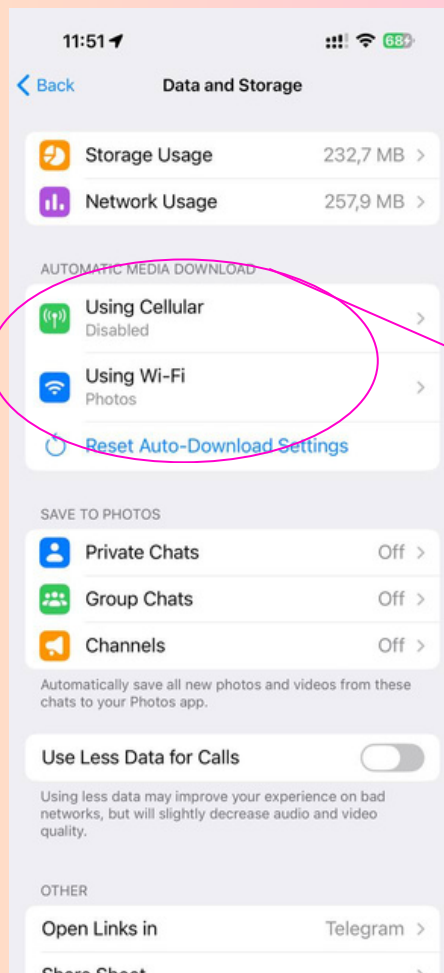 11:51
68
Back
Data and Storage
Storage Usage 232,7 MB
Network Usage 257,9 MB
AUTOMATIC MEDIA DOWNLOAD
Using Cellular
Disabled
Using Wi-Fi
Photos
Reset Auto-Download Settings
SAVE TO PHOTOS
Private Chats Off
Group Chats Off
Channels Off
Automatically save all new photos and videos from these
chats to your Photos app.
Use Less Data for Calls
Using less data may improve your experience on bad
networks, but will slightly decrease audio and video
quality.
OTHER
Open Links in Telegram
Share Sheet